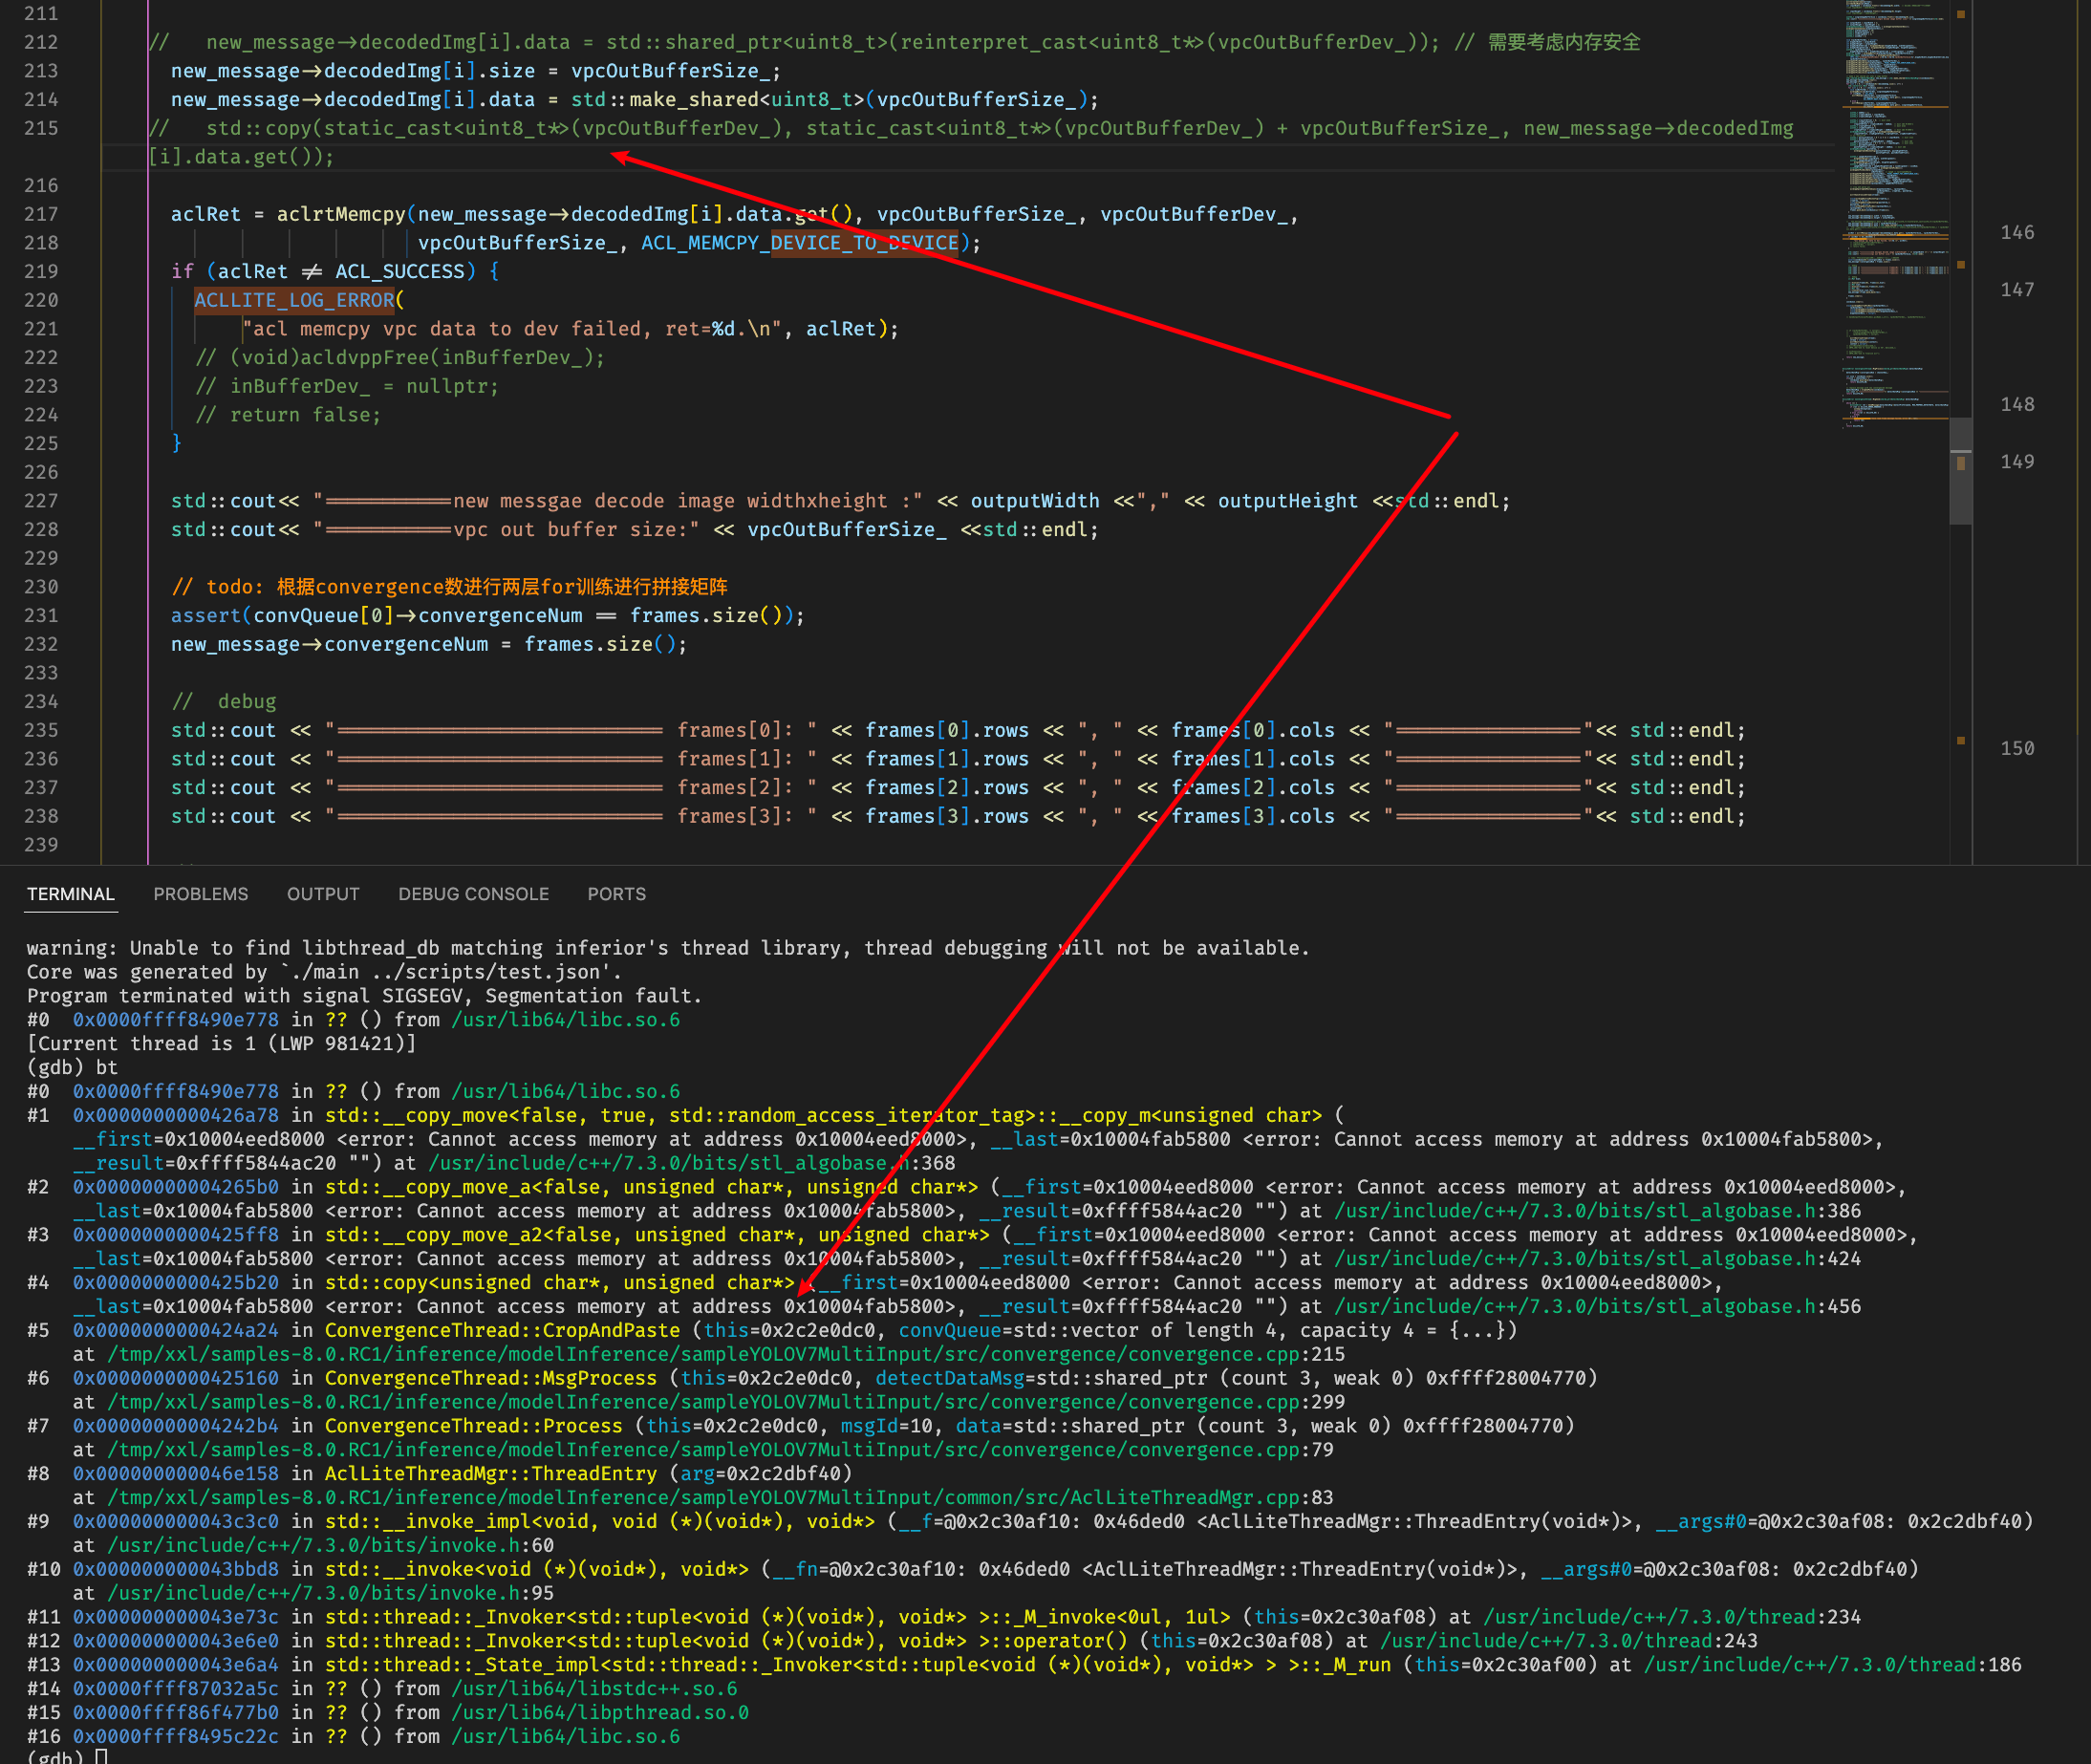 211
212 //   new_message->decodedImg[i].data = std::shared_ptr<uint8_t>(reinterpret_cast<uint8_t*>(vpcOutBufferDev_)); // 需要考虑内存安全
213 new_message->decodedImg[i].size = vpcOutBufferSize_;
214 new_message->decodedImg[i].data = std::make_shared<uint8_t>(vpcOutBufferSize_);
215 //   std::copy(static_cast<uint8_t*>(vpcOutBufferDev_), static_cast<uint8_t*>(vpcOutBufferDev_) + vpcOutBufferSize_, new_message->decodedImg
[i].data.get());
216
217 aclRet = aclrtMemcpy(new_message->decodedImg[i].data.get(), vpcOutBufferSize_, vpcOutBufferDev_,
218 vpcOutBufferSize_, ACL_MEMCPY_DEVICE_TO_DEVICE);
219 if (aclRet != ACL_SUCCESS) {
220 ACLLITE_LOG_ERROR(
221 "acl memcpy vpc data to dev failed, ret=%d.\n", aclRet);
222 // (void)acldvppFree(inBufferDev_);
223 // inBufferDev_ = nullptr;
224 // return false;
225 }
226
227 std::cout<< "===========new messgae decode image widthxheight :" << outputWidth <<"," << outputHeight <<std::endl;
228 std::cout<< "===========vpc out buffer size:" << vpcOutBufferSize_ <<std::endl;
229
230 // todo: 根据convergence数进行两层for训练进行拼接矩阵
231 assert(convQueue[0]->convergenceNum == frames.size());
232 new_message->convergenceNum = frames.size();
233
234 //  debug
235 std::cout << "============================ frames[0]: " << frames[0].rows << ", " << frames[0].cols << "================"<< std::endl;
236 std::cout << "============================ frames[1]: " << frames[1].rows << ", " << frames[1].cols << "================"<< std::endl;
237 std::cout << "============================ frames[2]: " << frames[2].rows << ", " << frames[2].cols << "================"<< std::endl;
238 std::cout << "============================ frames[3]: " << frames[3].rows << ", " << frames[3].cols << "================"<< std::endl;
239
146
147
148
149
150
TERMINAL PROBLEMS OUTPUT DEBUG CONSOLE PORTS
warning: Unable to find libthread_db matching inferior's thread library, thread debugging will not be available.
Core was generated by `./main ../scripts/test.json'.
Program terminated with signal SIGSEGV, Segmentation fault.
#0  0x0000ffff8490e778 in ?? () from /usr/lib64/libc.so.6
[Current thread is 1 (LWP 981421)]
(gdb) bt
#0  0x0000ffff8490e778 in ?? () from /usr/lib64/libc.so.6
#1  0x0000000000426a78 in std::__copy_move<false, true, std::random_access_iterator_tag>::__copy_m<unsigned char> (
__first=0x10004eed8000 <error: Cannot access memory at address 0x10004eed8000>, __last=0x10004fab5800 <error: Cannot access memory at address 0x10004fab5800>,
__result=0xffff5844ac20 "") at /usr/include/c++/7.3.0/bits/stl_algobase.h:368
#2  0x00000000004265b0 in std::__copy_move_a<false, unsigned char*, unsigned char*> (__first=0x10004eed8000 <error: Cannot access memory at address 0x10004eed8000>,
__last=0x10004fab5800 <error: Cannot access memory at address 0x10004fab5800>, __result=0xffff5844ac20 "") at /usr/include/c++/7.3.0/bits/stl_algobase.h:386
#3  0x0000000000425ff8 in std::__copy_move_a2<false, unsigned char*, unsigned char*> (__first=0x10004eed8000 <error: Cannot access memory at address 0x10004eed8000>,
__last=0x10004fab5800 <error: Cannot access memory at address 0x10004fab5800>, __result=0xffff5844ac20 "") at /usr/include/c++/7.3.0/bits/stl_algobase.h:424
#4  0x0000000000425b20 in std::copy<unsigned char*, unsigned char*> (__first=0x10004eed8000 <error: Cannot access memory at address 0x10004eed8000>,
__last=0x10004fab5800 <error: Cannot access memory at address 0x10004fab5800>, __result=0xffff5844ac20 "") at /usr/include/c++/7.3.0/bits/stl_algobase.h:456
#5  0x0000000000424a24 in ConvergenceThread::CropAndPaste (this=0x2c2e0dc0, convQueue=std::vector of length 4, capacity 4 = {...})
at /tmp/xxl/samples-8.0.RC1/inference/modelInference/sampleYOLOV7MultiInput/src/convergence/convergence.cpp:215
#6  0x0000000000425160 in ConvergenceThread::MsgProcess (this=0x2c2e0dc0, detectDataMsg=std::shared_ptr (count 3, weak 0) 0xffff28004770)
at /tmp/xxl/samples-8.0.RC1/inference/modelInference/sampleYOLOV7MultiInput/src/convergence/convergence.cpp:299
#7  0x00000000004242b4 in ConvergenceThread::Process (this=0x2c2e0dc0, msgId=10, data=std::shared_ptr (count 3, weak 0) 0xffff28004770)
at /tmp/xxl/samples-8.0.RC1/inference/modelInference/sampleYOLOV7MultiInput/src/convergence/convergence.cpp:79
#8  0x000000000046e158 in AclLiteThreadMgr::ThreadEntry (arg=0x2c2dbf40)
at /tmp/xxl/samples-8.0.RC1/inference/modelInference/sampleYOLOV7MultiInput/common/src/AclLiteThreadMgr.cpp:83
#9  0x000000000043c3c0 in std::__invoke_impl<void, void (*)(void*), void*> (__f=@0x2c30af10: 0x46ded0 <AclLiteThreadMgr::ThreadEntry(void*)>, __args#0=@0x2c30af08: 0x2c2dbf40)
at /usr/include/c++/7.3.0/bits/invoke.h:60
#10 0x000000000043bbd8 in std::__invoke<void (*)(void*), void*> (__fn=@0x2c30af10: 0x46ded0 <AclLiteThreadMgr::ThreadEntry(void*)>, __args#0=@0x2c30af08: 0x2c2dbf40)
at /usr/include/c++/7.3.0/bits/invoke.h:95
#11 0x000000000043e73c in std::thread::_Invoker<std::tuple<void (*)(void*), void*> >::_M_invoke<0ul, 1ul> (this=0x2c30af08) at /usr/include/c++/7.3.0/thread:234
#12 0x000000000043e6e0 in std::thread::_Invoker<std::tuple<void (*)(void*), void*> >::operator() (this=0x2c30af08) at /usr/include/c++/7.3.0/thread:243
#13 0x000000000043e6a4 in std::thread::_State_impl<std::thread::_Invoker<std::tuple<void (*)(void*), void*> > >::_M_run (this=0x2c30af00) at /usr/include/c++/7.3.0/thread:186
#14 0x0000ffff87032a5c in ?? () from /usr/lib64/libstdc++.so.6
#15 0x0000ffff86f477b0 in ?? () from /usr/lib64/libpthread.so.0
#16 0x0000ffff8495c22c in ?? () from /usr/lib64/libc.so.6
(gdb)